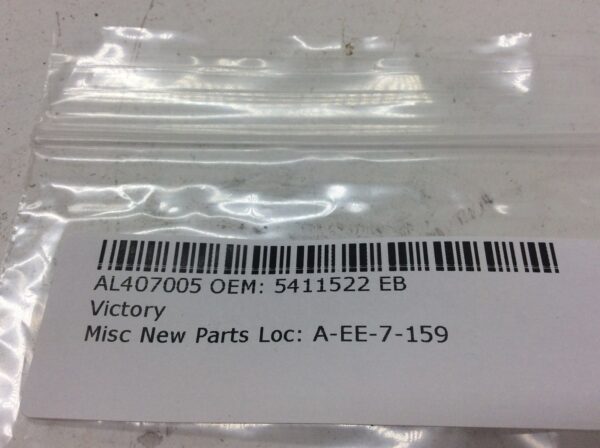 AL407005 OEM: 5411522 EB
Victory
Misc New Parts Loc: A-EE-7-159